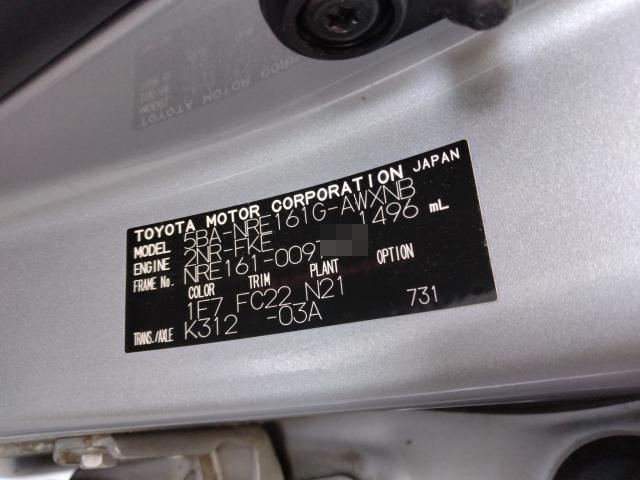 TOYOTA MOTOR CORPORATION JAPAN
MODEL 5BA-NRE161G-AWXNB
ENGINE 2NR-FKE 1496 mL
FRAME No. NRE161-0097
COLOR TRIM PLANT OPTION
1E7 FC22 N21
TRANS./AXLE K312 -03A 731